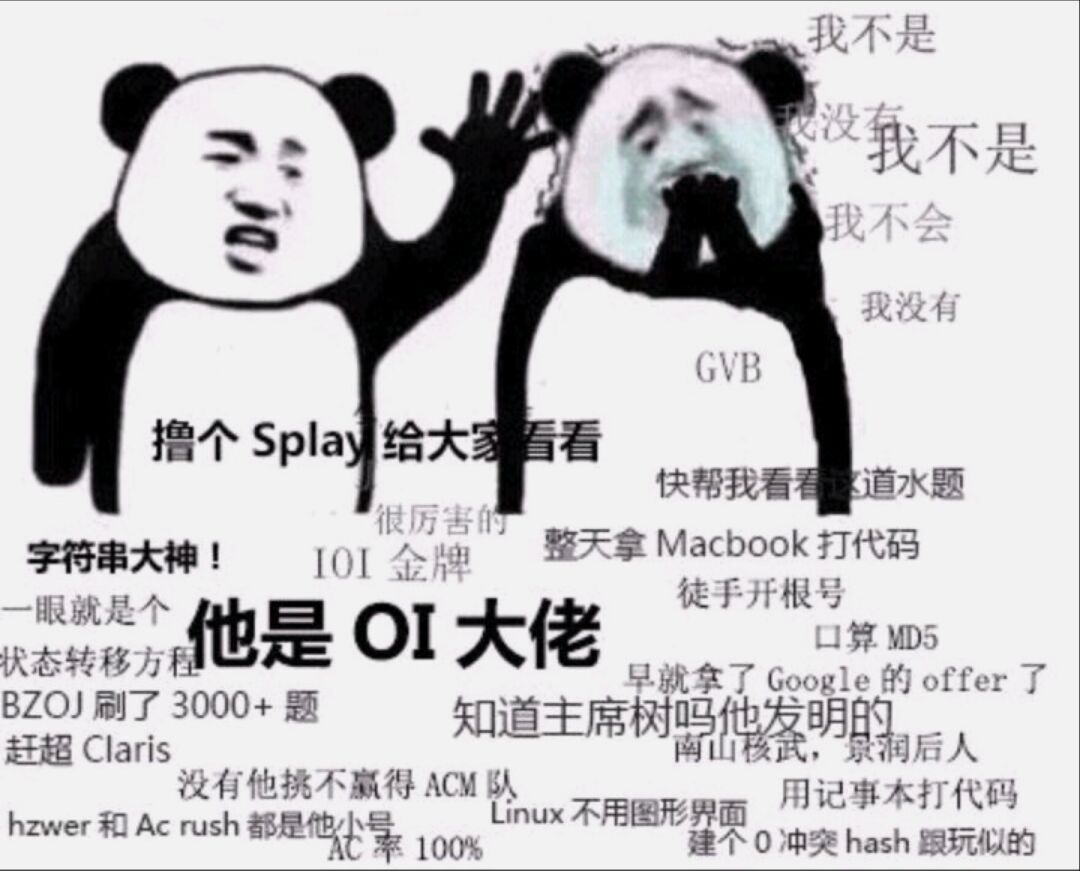 我不是
我没有
我不是
我不会
我没有
GVB
撸个 Splay 给大家看看
快帮我看看这道水题
很厉害的
整天拿 Macbook 打代码
字符串大神！
IOI 金牌
徒手开根号
一眼就是个
他是 OI 大佬
口算 MD5
状态转移方程
早就拿了 Google 的 offer 了
BZOJ 刷了 3000+ 题
知道主席树吗他发明的
赶超 Claris
南山核武，景润后人
没有他挑不赢得 ACM 队
用记事本打代码
Linux 不用图形界面
hzwer 和 Ac rush 都是他小号
建个 0 冲突 hash 跟玩似的
AC 率 100%